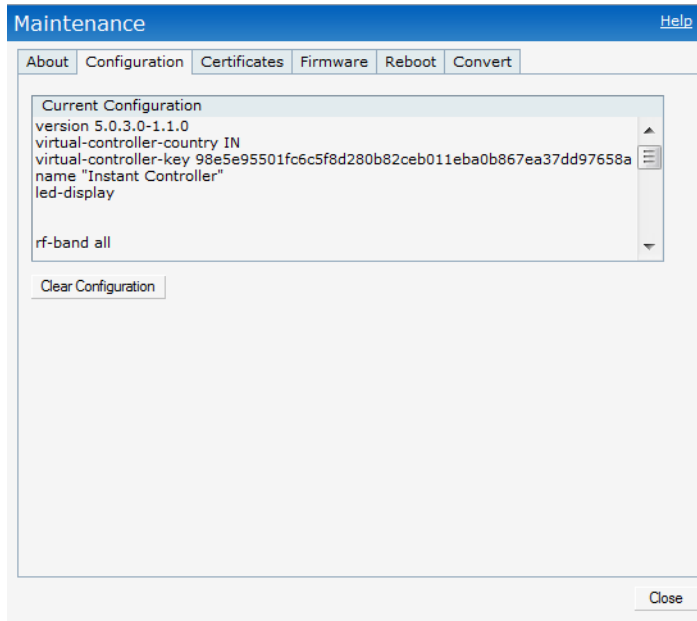 Maintenance Help
About Configuration Certificates Firmware Reboot Convert
Current Configuration
version 5.0.3.0-1.1.0
virtual-controller-country IN
virtual-controller-key 98e5e95501fc6c5f8d280b82ceb011eba0b867ea37dd97658a
name "Instant Controller"
led-display
rf-band all
Clear Configuration
Close